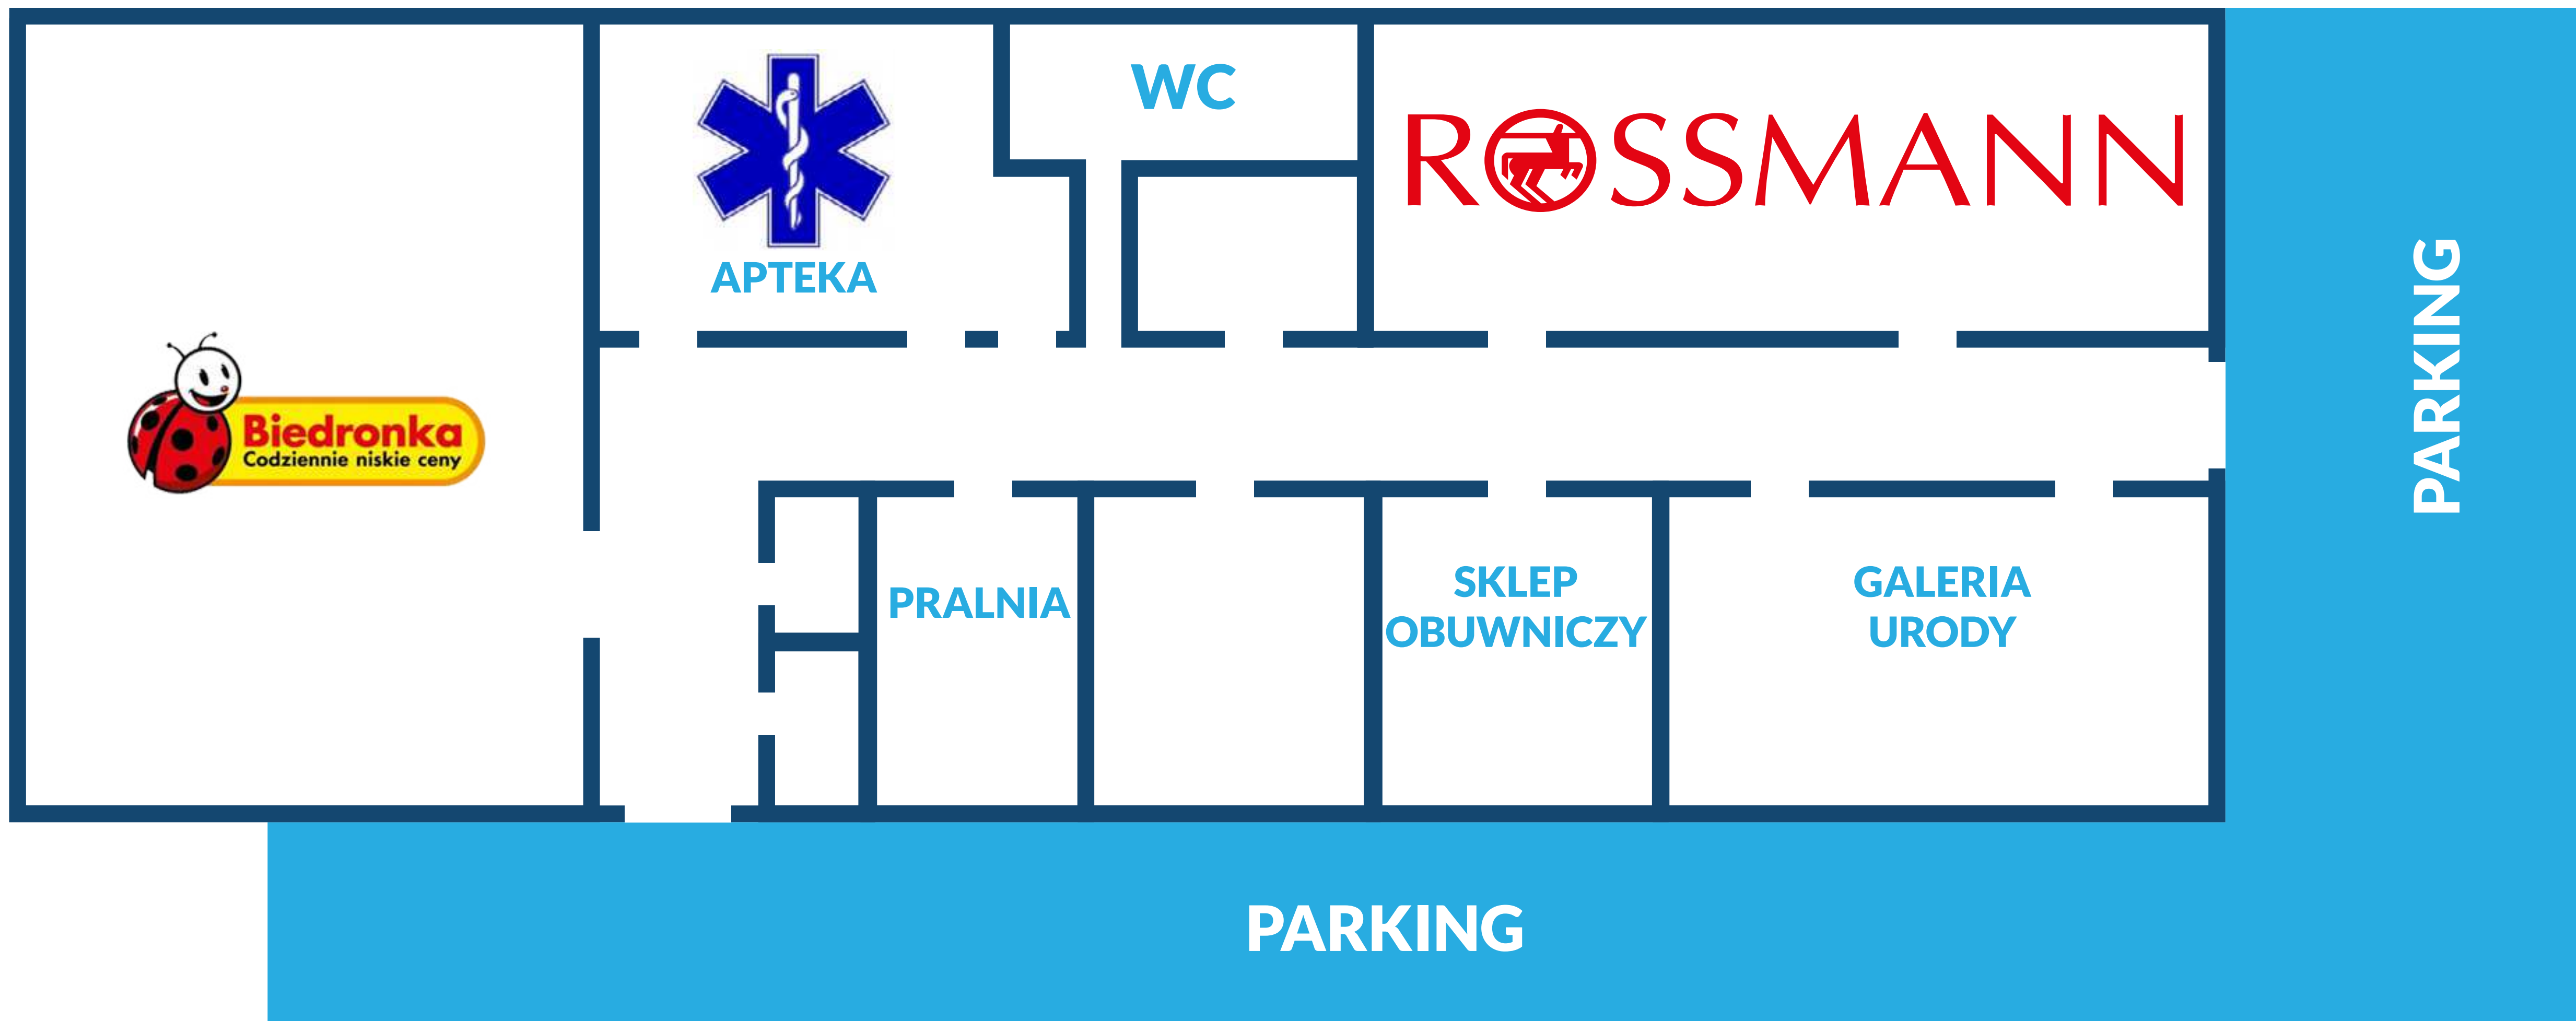 WC
ROSSMANN
APTEKA
Biedronka
Codziennie niskie ceny
PRALNIA
SKLEP
OBUWNICZY
GALERIA
URODY
PARKING
PARKING